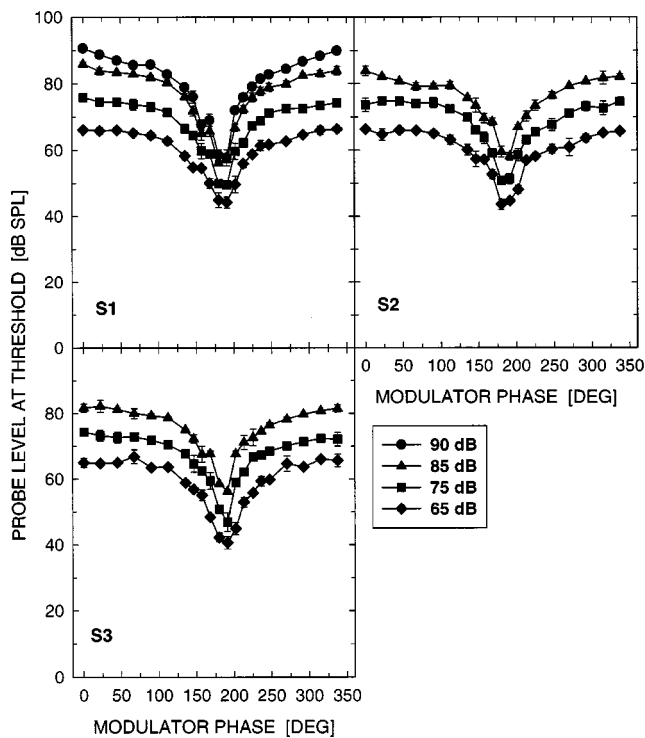 PROBE LEVEL AT THRESHOLD [dB SPL]
100
80
60
40
20
0
S1
S2
0 50 100 150 200 250 300 350
MODULATOR PHASE [DEG]
80
60
40
20
0
S3
90 dB
85 dB
75 dB
65 dB
0 50 100 150 200 250 300 350
MODULATOR PHASE [DEG]